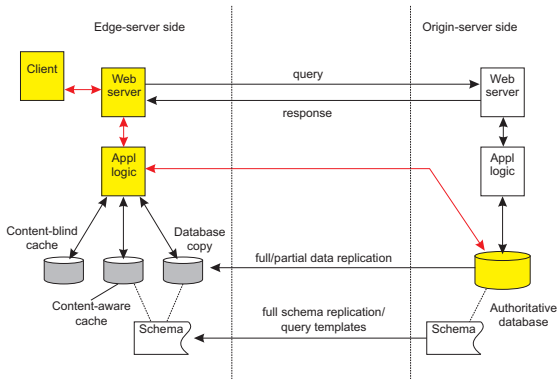 Edge-server side
Origin-server side
Client
Web
server
query
response
Web
server
Appl
logic
Appl
logic
Content-blind
cache
Database
copy
full/partial data replication
Content-aware
cache
Authoritative
database
full schema replication/
query templates
Schema
Schema